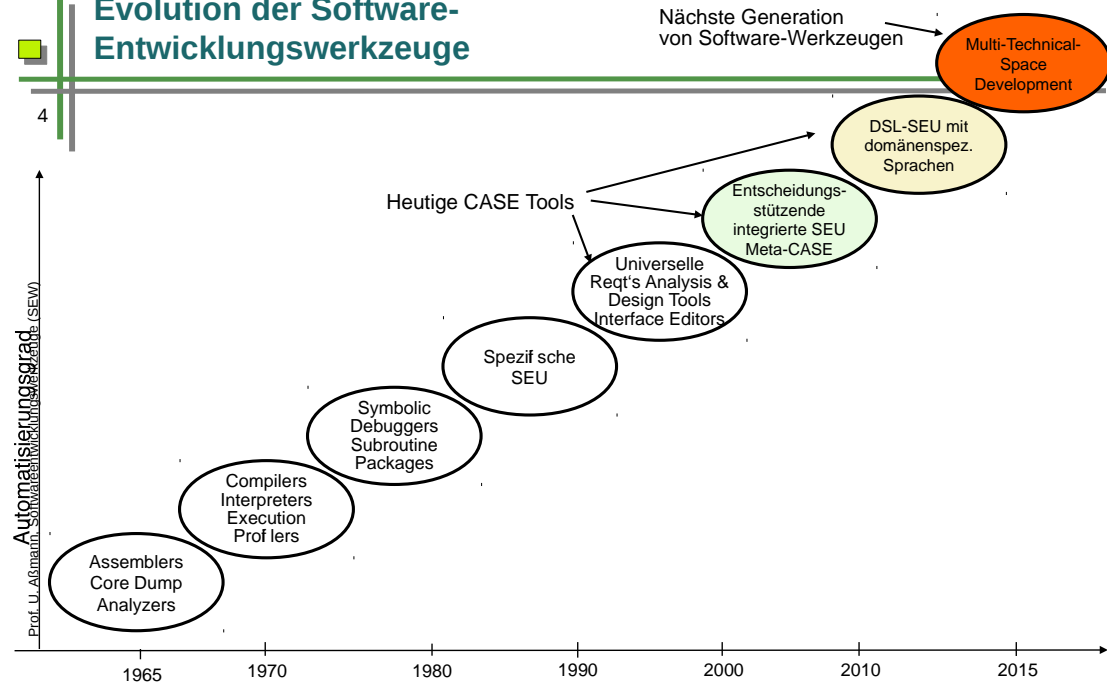 Evolution der Software-
Entwicklungswerkzeuge
Nächste Generation
von Software-Werkzeugen
Multi-Technical-
Space
Development
4
DSL-SEU mit
domänenspez.
Sprachen
Heutige CASE Tools
Entscheidungs-
stützende
integrierte SEU
Meta-CASE
Universelle
Reqt's Analysis &
Design Tools
Interface Editors
Spezif sche
SEU
Symbolic
Debuggers
Subroutine
Packages
Compilers
Interpreters
Execution
Prof lers
Assemblers
Core Dump
Analyzers
Automatisierungsgrad
Prof. U. Aßmann, Softwareentwicklungswerkzeuge (SEW)
1965
1970
1980
1990
2000
2010
2015